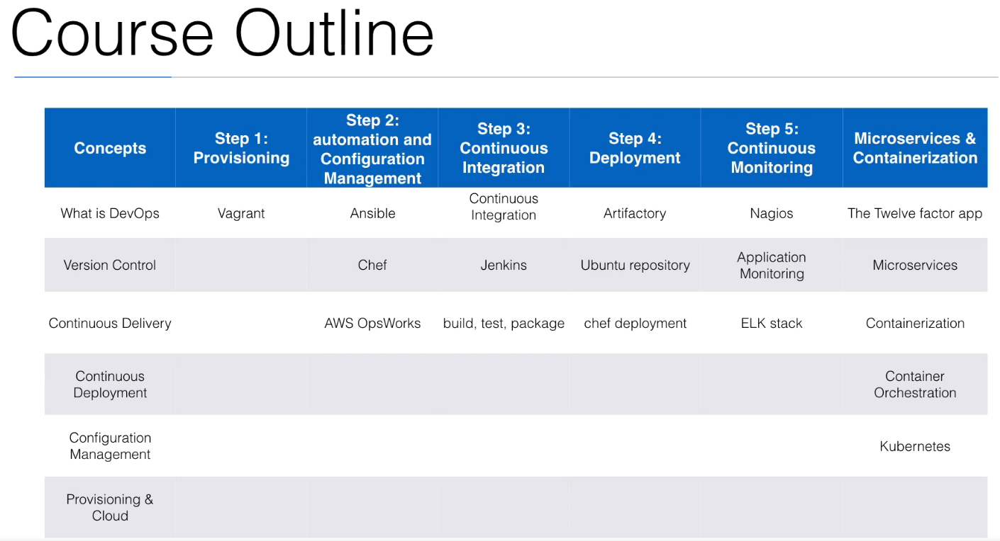 Course Outline
Concepts
Step 1:
Provisioning
Step 2:
automation and
Configuration
Management
Step 3:
Continuous
Integration
Step 4:
Deployment
Step 5:
Continuous
Monitoring
Microservices &
Containerization
What is DevOps
Vagrant
Ansible
Continuous
Integration
Artifactory
Nagios
The Twelve factor app
Version Control
Chef
Jenkins
Ubuntu repository
Application
Monitoring
Microservices
Continuous Delivery
AWS OpsWorks
build, test, package
chef deployment
ELK stack
Containerization
Continuous
Deployment
Container
Orchestration
Configuration
Management
Kubernetes
Provisioning &
Cloud